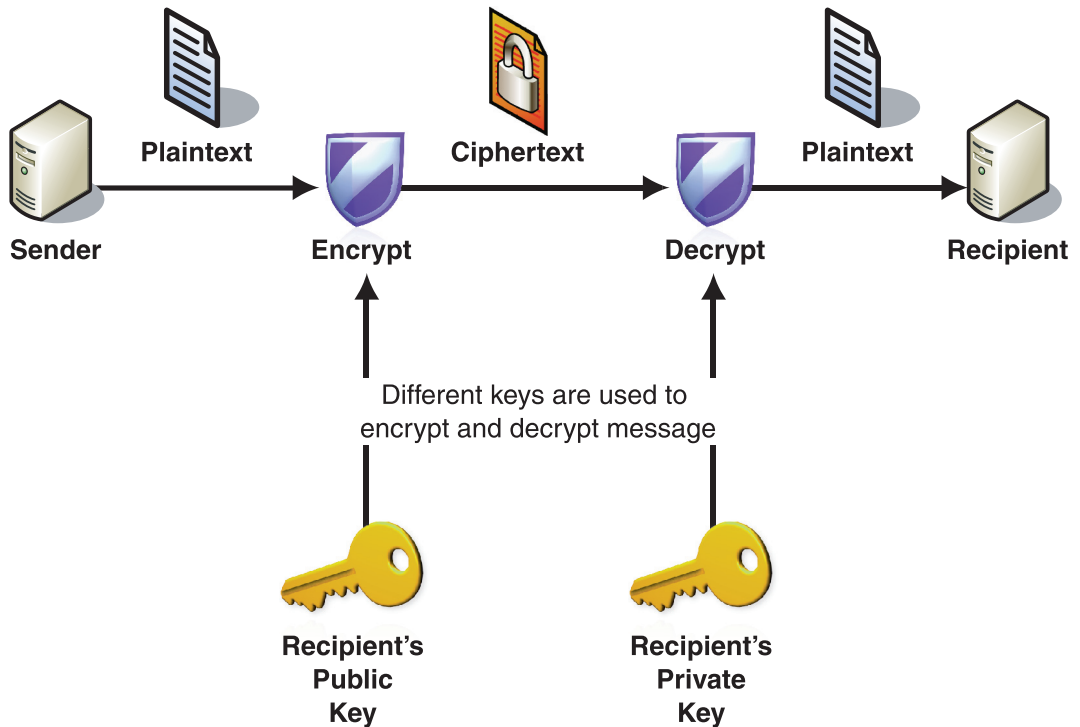 Plaintext
Ciphertext
Plaintext
Sender
Encrypt
Decrypt
Recipient
Different keys are used to
encrypt and decrypt message
Recipient’s
Public
Key
Recipient’s
Private
Key